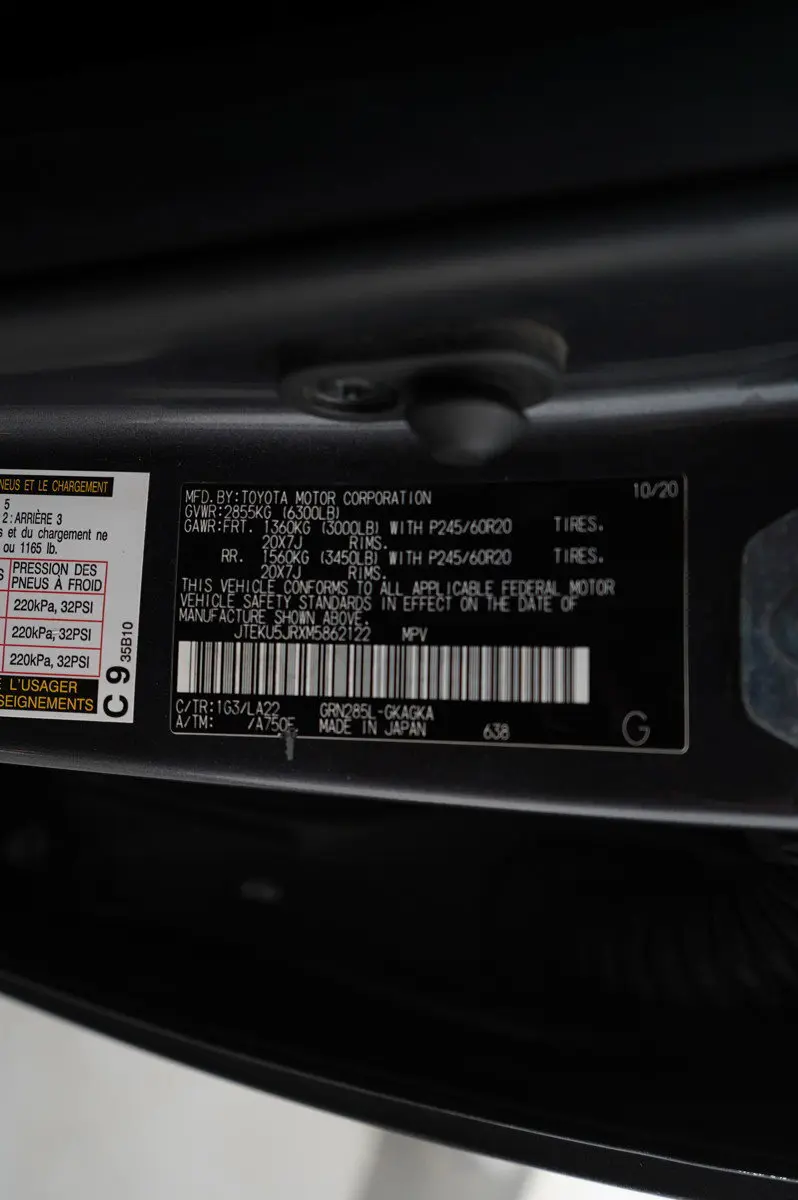 NEUS ET LE CHARGEMENT
5
2 : ARRIÈRE 3
s et du chargement ne
ou 1165 lb.
S PRESSION DES
PNEUS À FROID
220kPa, 32PSI
220kPa, 32PSI
220kPa, 32PSI
E L'USAGER
SEIGNEMENTS
C 9 35B10
10/20
MFD. BY: TOYOTA MOTOR CORPORATION
GVWR: 2855KG (6300LB)
GAWR: FRT. 1360KG (3000LB) WITH P245/60R20 TIRES.
20X7J RIMS.
RR. 1560KG (3450LB) WITH P245/60R20 TIRES.
20X7J RIMS.
THIS VEHICLE CONFORMS TO ALL APPLICABLE FEDERAL MOTOR
VEHICLE SAFETY STANDARDS IN EFFECT ON THE DATE OF
MANUFACTURE SHOWN ABOVE.
JTEKU5JRXM5862122 MPV
C/TR: 1G3/LA22 GRN285L-GKAGKA
A/TM: /A750F MADE IN JAPAN 638
G